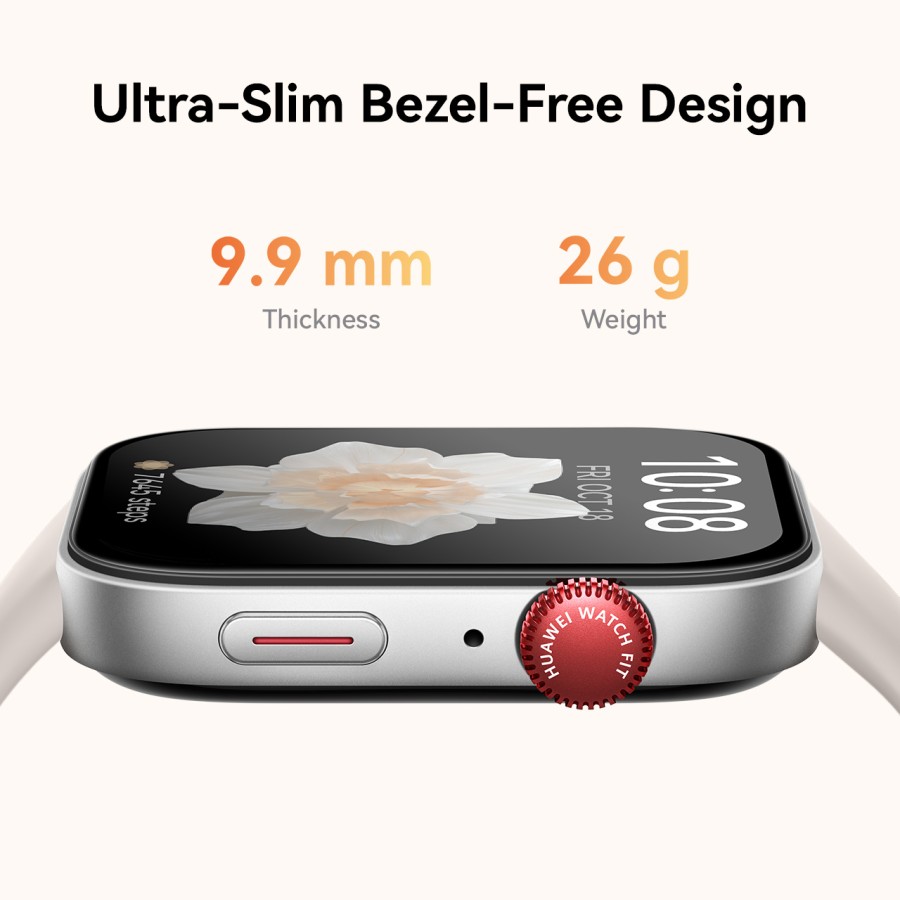 Ultra-Slim Bezel-Free Design
9.9 mm
Thickness
26 g
Weight
10:08
FRI OCT 18
7645 steps
HUAWEI WATCH FIT